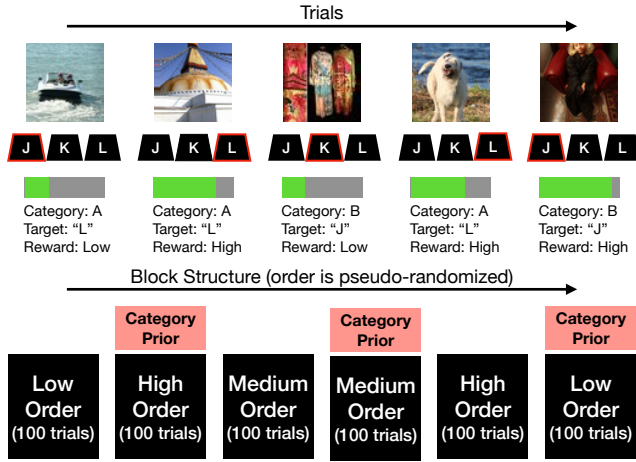 Trials
J K L J K L J K L J K L J K L
Category: A Category: A Category: B Category: A Category: B
Target: “L” Target: “L” Target: “J” Target: “L” Target: “J”
Reward: Low Reward: High Reward: Low Reward: High Reward: High
Block Structure (order is pseudo-randomized)
Category Category Category
Prior Prior Prior
Low High Medium Medium High Low
Order Order Order Order Order Order
(100 trials) (100 trials) (100 trials) (100 trials) (100 trials) (100 trials)